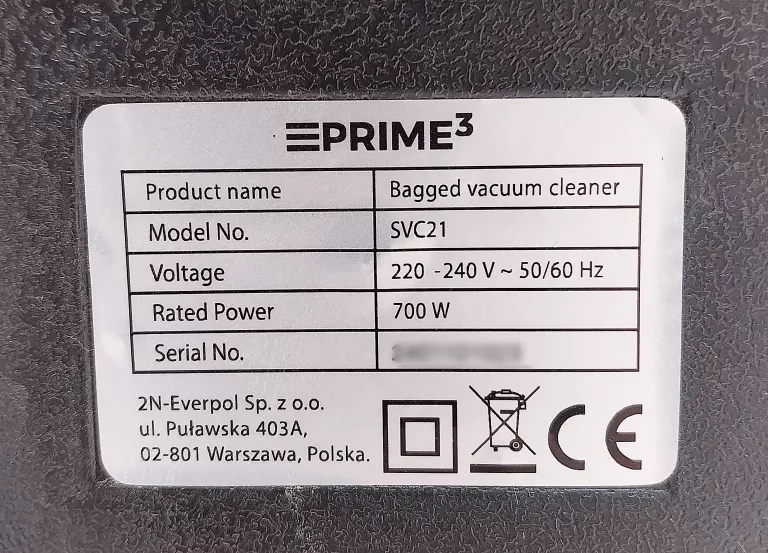 PRIME³
Product name Bagged vacuum cleaner
Model No. SVC21
Voltage 220 -240 V ~ 50/60 Hz
Rated Power 700 W
Serial No.
2N-Everpol Sp. z o.o.
ul. Puławska 403A,
02-801 Warszawa, Polska.
CE